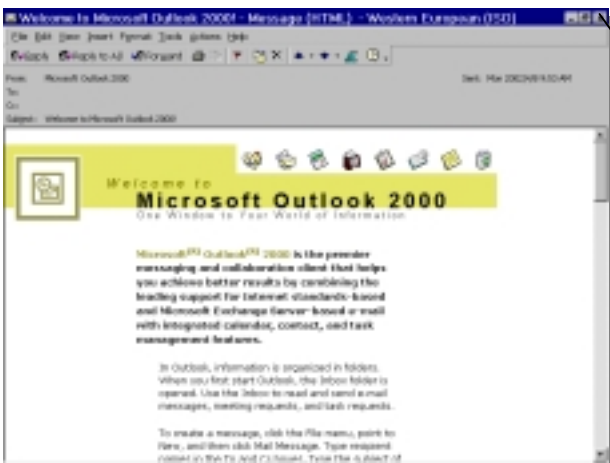 Welcome to Microsoft Outlook 2000! - Message (HTML) - Western European (ISO)
File Edit View Insert Format Tools Actions Help
Reply Reply to All Forward
From: Microsoft Outlook 2000 Sent: Mon
To:
Cc:
Subject: Welcome to Microsoft Outlook 2000
Welcome to
Microsoft Outlook 2000
One Window to Your World of Information
Microsoft Outlook 2000 is the premier
messaging and collaboration client that helps
you achieve better results by combining the
leading support for Internet standards-based
and Microsoft Exchange Server-based e-mail
with integrated calendar, contact, and task
management features.
In Outlook, information is organized in folders.
When you first start Outlook, the Inbox folder is
opened. Use the Inbox to read and send e-mail
messages, meeting requests, and task requests.
To create a message, click the File menu, point to
New, and then click Mail Message. Type recipient
names in the To and Cc boxes. Type the subject of